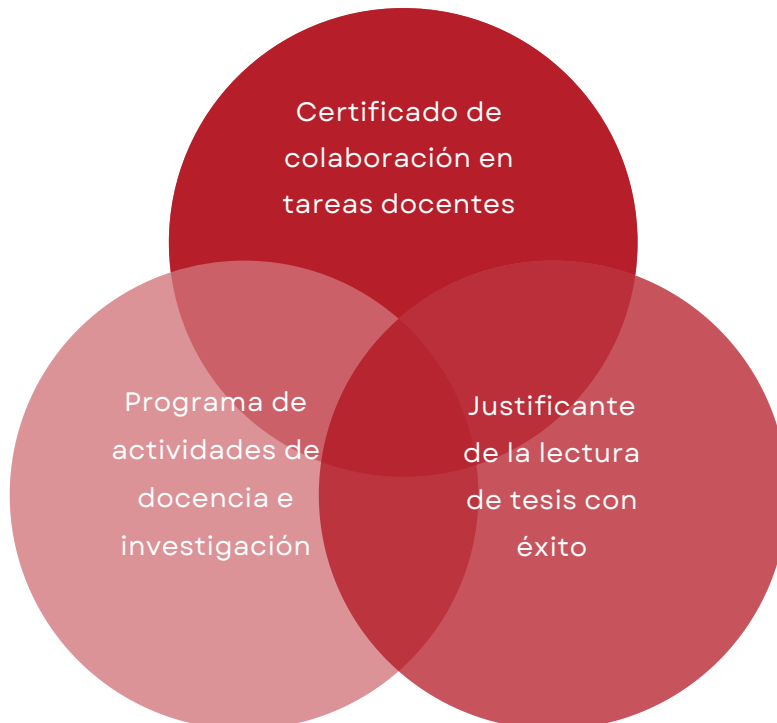 Certificado de
colaboración en
tareas docentes
Programa de
actividades de
docencia e
investigación
Justificante
de la lectura
de tesis con
éxito